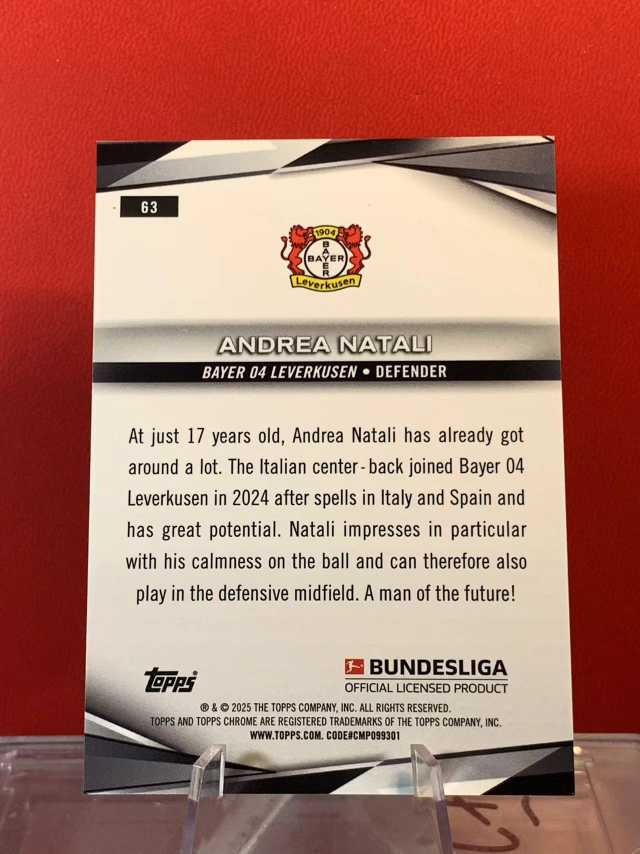 63
1904
BAYER
BAYER
Leverkusen
ANDREA NATALI
BAYER 04 LEVERKUSEN • DEFENDER
At just 17 years old, Andrea Natali has already got
around a lot. The Italian center-back joined Bayer 04
Leverkusen in 2024 after spells in Italy and Spain and
has great potential. Natali impresses in particular
with his calmness on the ball and can therefore also
play in the defensive midfield. A man of the future!
topps®
BUNDESLIGA
OFFICIAL LICENSED PRODUCT
® & © 2025 THE TOPPS COMPANY, INC. ALL RIGHTS RESERVED.
TOPPS AND TOPPS CHROME ARE REGISTERED TRADEMARKS OF THE TOPPS COMPANY, INC.
WWW.TOPPS.COM. CODE#CMP099301